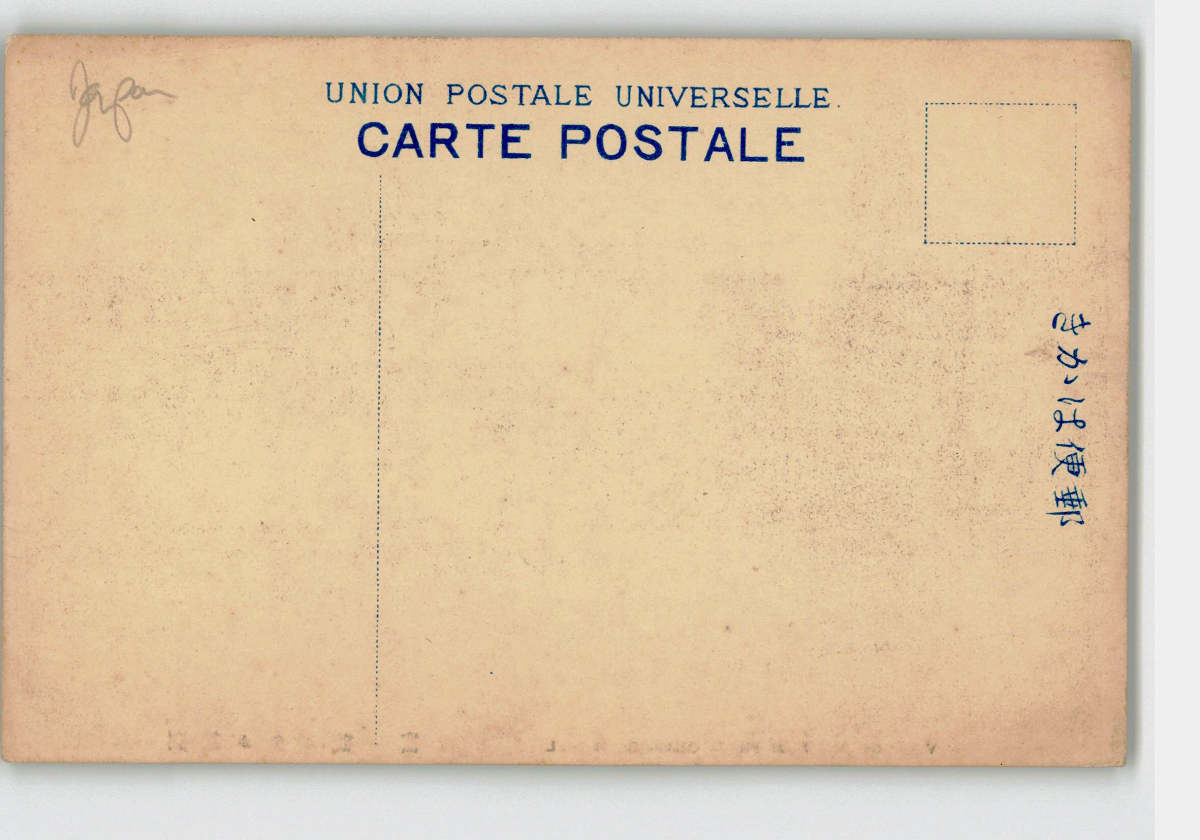 Japan
UNION POSTALE UNIVERSELLE.
CARTE POSTALE
きかは便郵